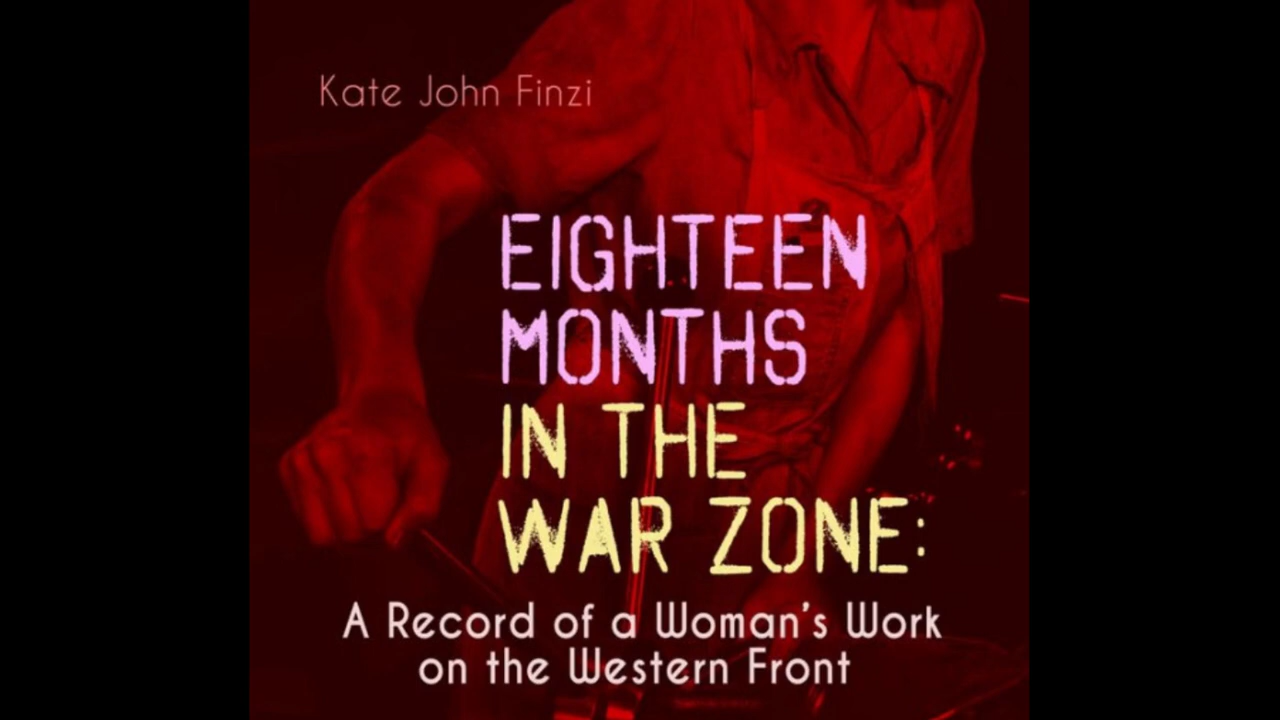 Kate John Finzi
EIGHTEEN
MONTHS
IN THE
WAR ZONE:
A Record of a Woman's Work
on the Western Front